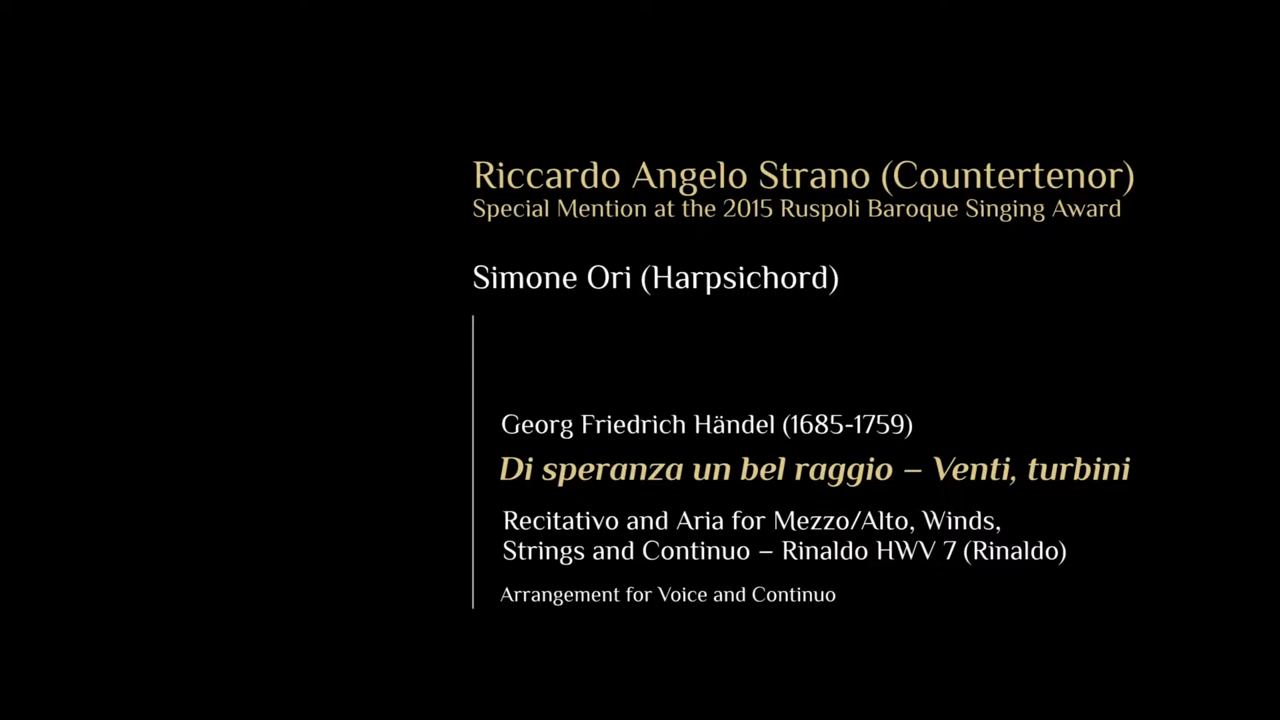 Riccardo Angelo Strano (Countertenor)
Special Mention at the 2015 Ruspoli Baroque Singing Award
Simone Ori (Harpsichord)
Georg Friedrich Händel (1685-1759)
Di speranza un bel raggio – Venti, turbini
Recitativo and Aria for Mezzo/Alto, Winds,
Strings and Continuo – Rinaldo HWV 7 (Rinaldo)
Arrangement for Voice and Continuo